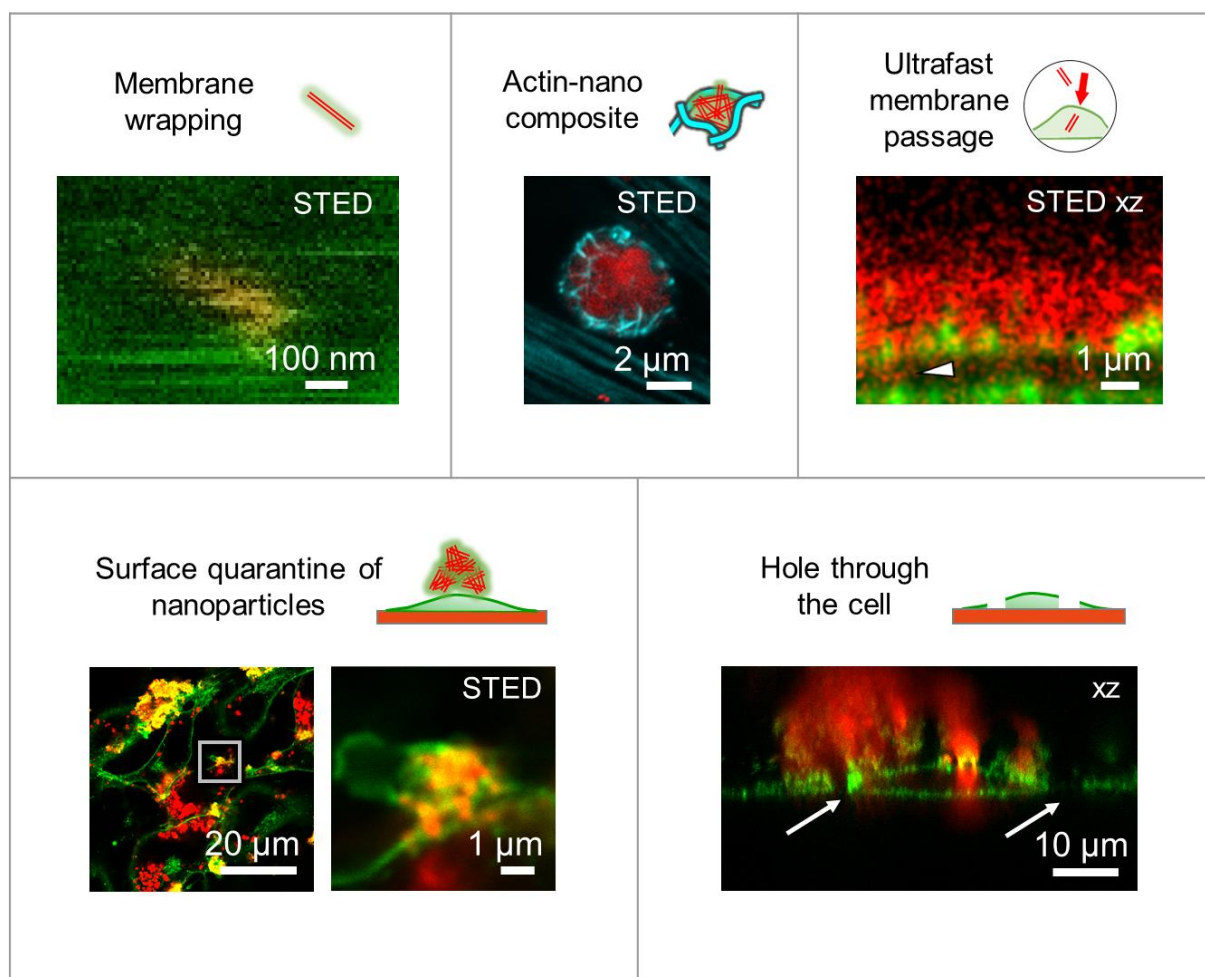 Membrane
wrapping
STED
100 nm
Actin-nano
composite
STED
2 µm
Ultrafast
membrane
passage
STED xz
1 µm
Surface quarantine of
nanoparticles
20 µm
STED
1 µm
Hole through
the cell
xz
10 µm